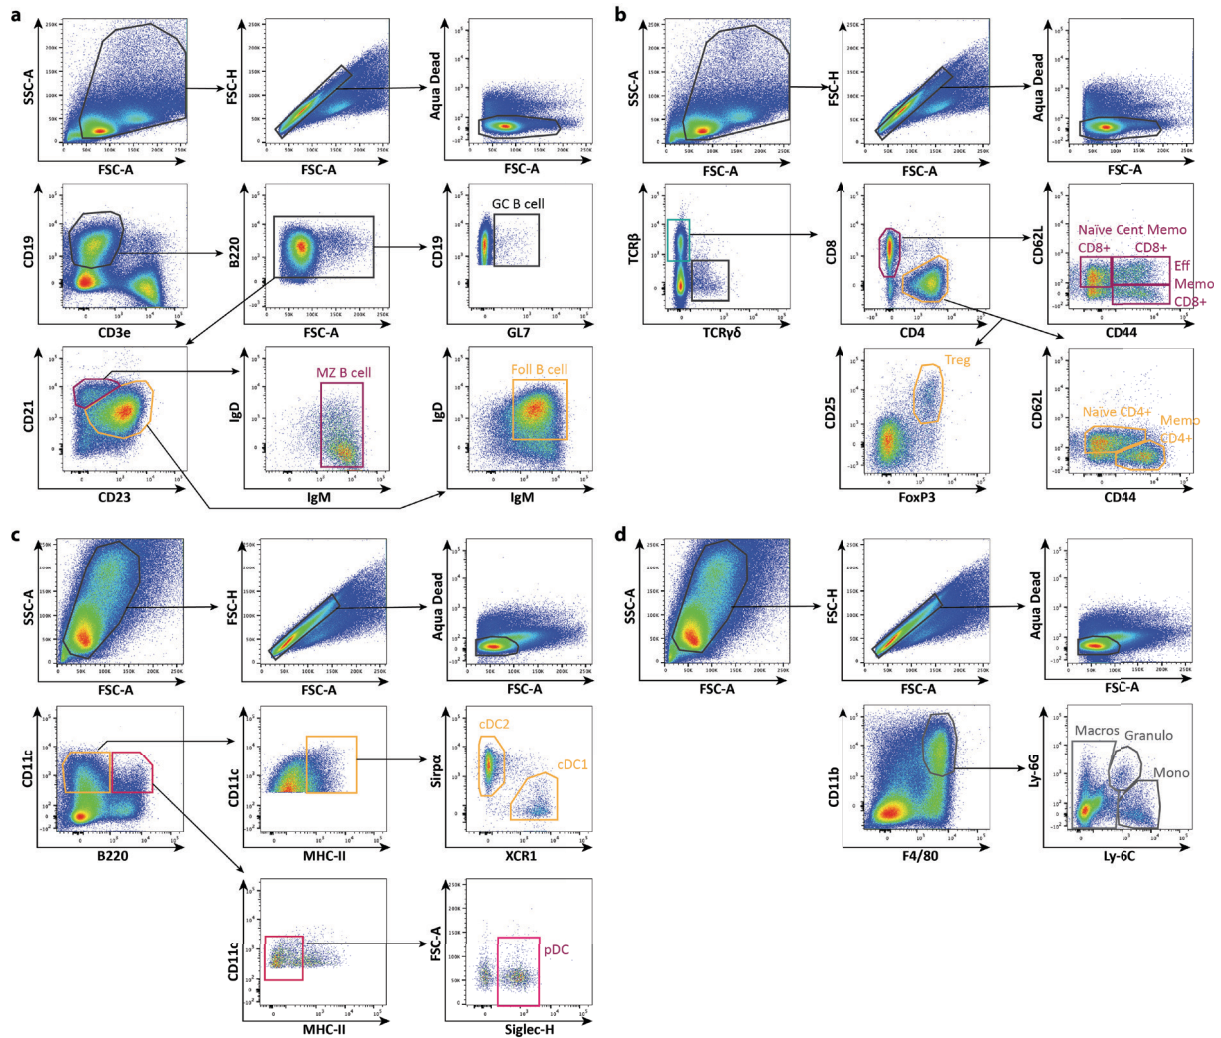 a
SSC-A
FSC-A
FSC-H
FSC-A
Aqua Dead
FSC-A
CD19
CD3e
B220
FSC-A
CD19
GC B cell
GL7
CD21
CD23
IgD
MZ B cell
IgM
IgD
Foll B cell
IgM
b
SSC-A
FSC-A
FSC-H
FSC-A
Aqua Dead
FSC-A
TCRβ
TCRγδ
CD8
CD4
CD62L
Naïve Cent Memo
CD8+ CD8+
Eff
Memo
CD8+
CD44
CD25
Treg
FoxP3
CD62L
Naïve CD4+
Memo
CD4+
CD44
c
SSC-A
FSC-A
FSC-H
FSC-A
Aqua Dead
FSC-A
CD11c
B220
CD11c
MHC-II
Sirpα
cDC2
cDC1
XCR1
CD11c
MHC-II
FSC-A
pDC
Siglec-H
d
SSC-A
FSC-A
FSC-H
FSC-A
Aqua Dead
FSC-A
CD11b
F4/80
Ly-6G
Macros
Granulo
Mono
Ly-6C